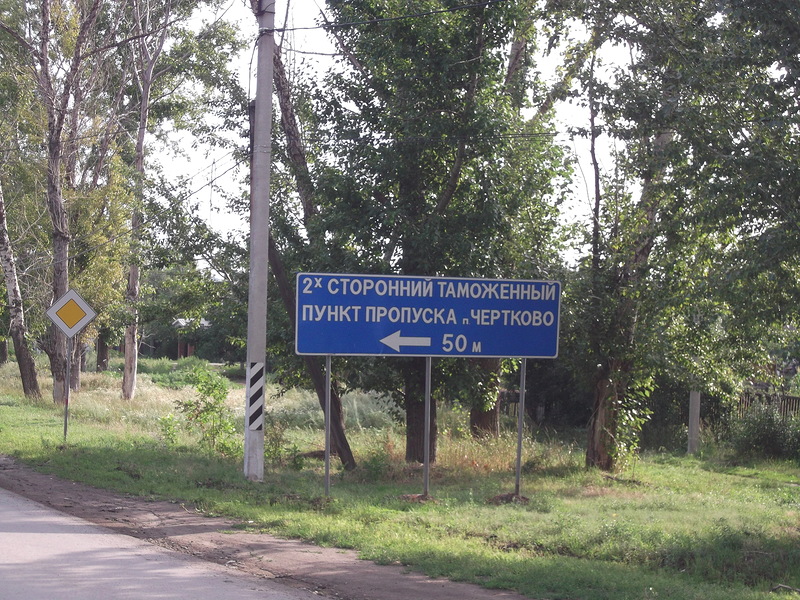 2х СТОРОННИЙ ТАМОЖЕННЫЙ
ПУНКТ ПРОПУСКА п. ЧЕРТКОВО
50 м